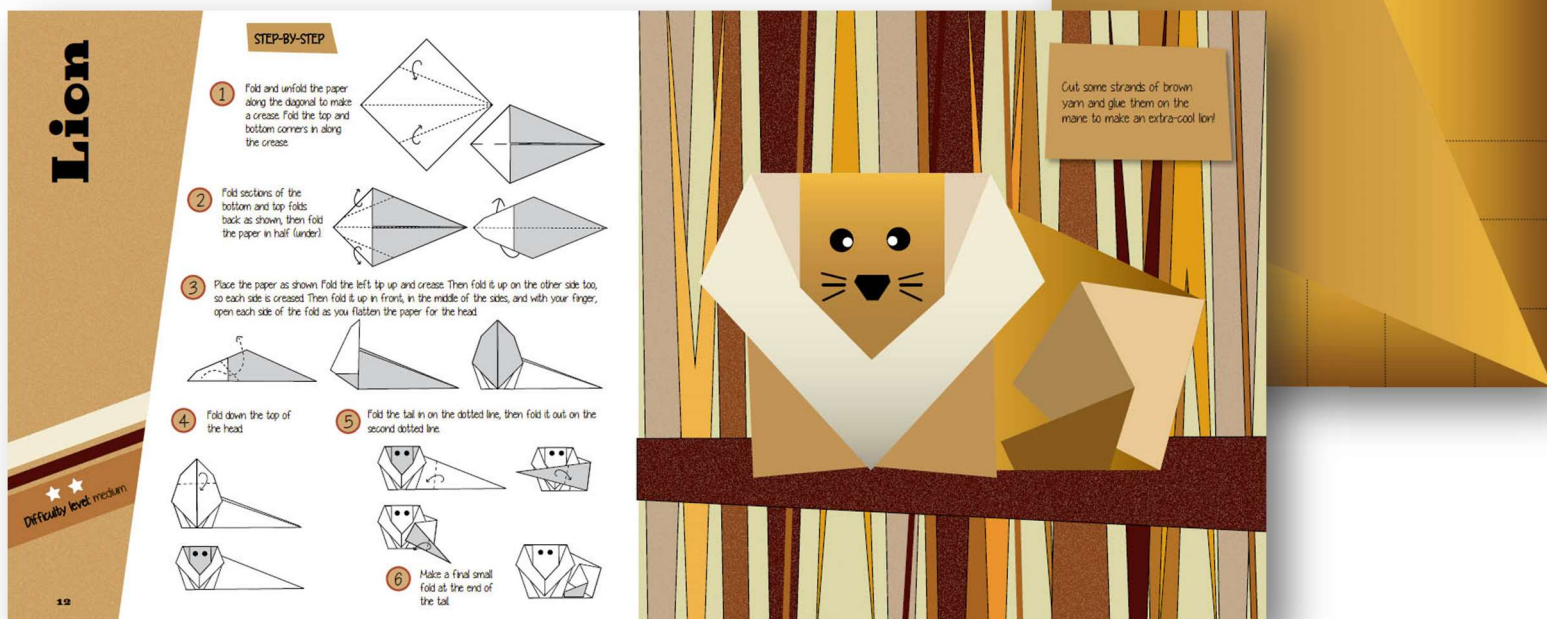 Lion
STEP-BY-STEP
1
Fold and unfold the paper
along the diagonal to make
a crease. Fold the top and
bottom corners in along
the crease.
2
Fold sections of the
bottom and top folds
back as shown, then fold
the paper in half (under).
3
Place the paper as shown. Fold the left tip up and crease. Then fold it up on the other side too,
so each side is creased. Then fold it up in front, in the middle of the sides, and with your finger,
open each side of the fold as you flatten the paper for the head.
4
Fold down the top of
the head.
5
Fold the tail in on the dotted line, then fold it out on the
second dotted line.
6
Make a final small
fold at the end of
the tail.
Difficulty level: medium
12
Cut some strands of brown
yarn and glue them on the
mane to make an extra-cool lion!